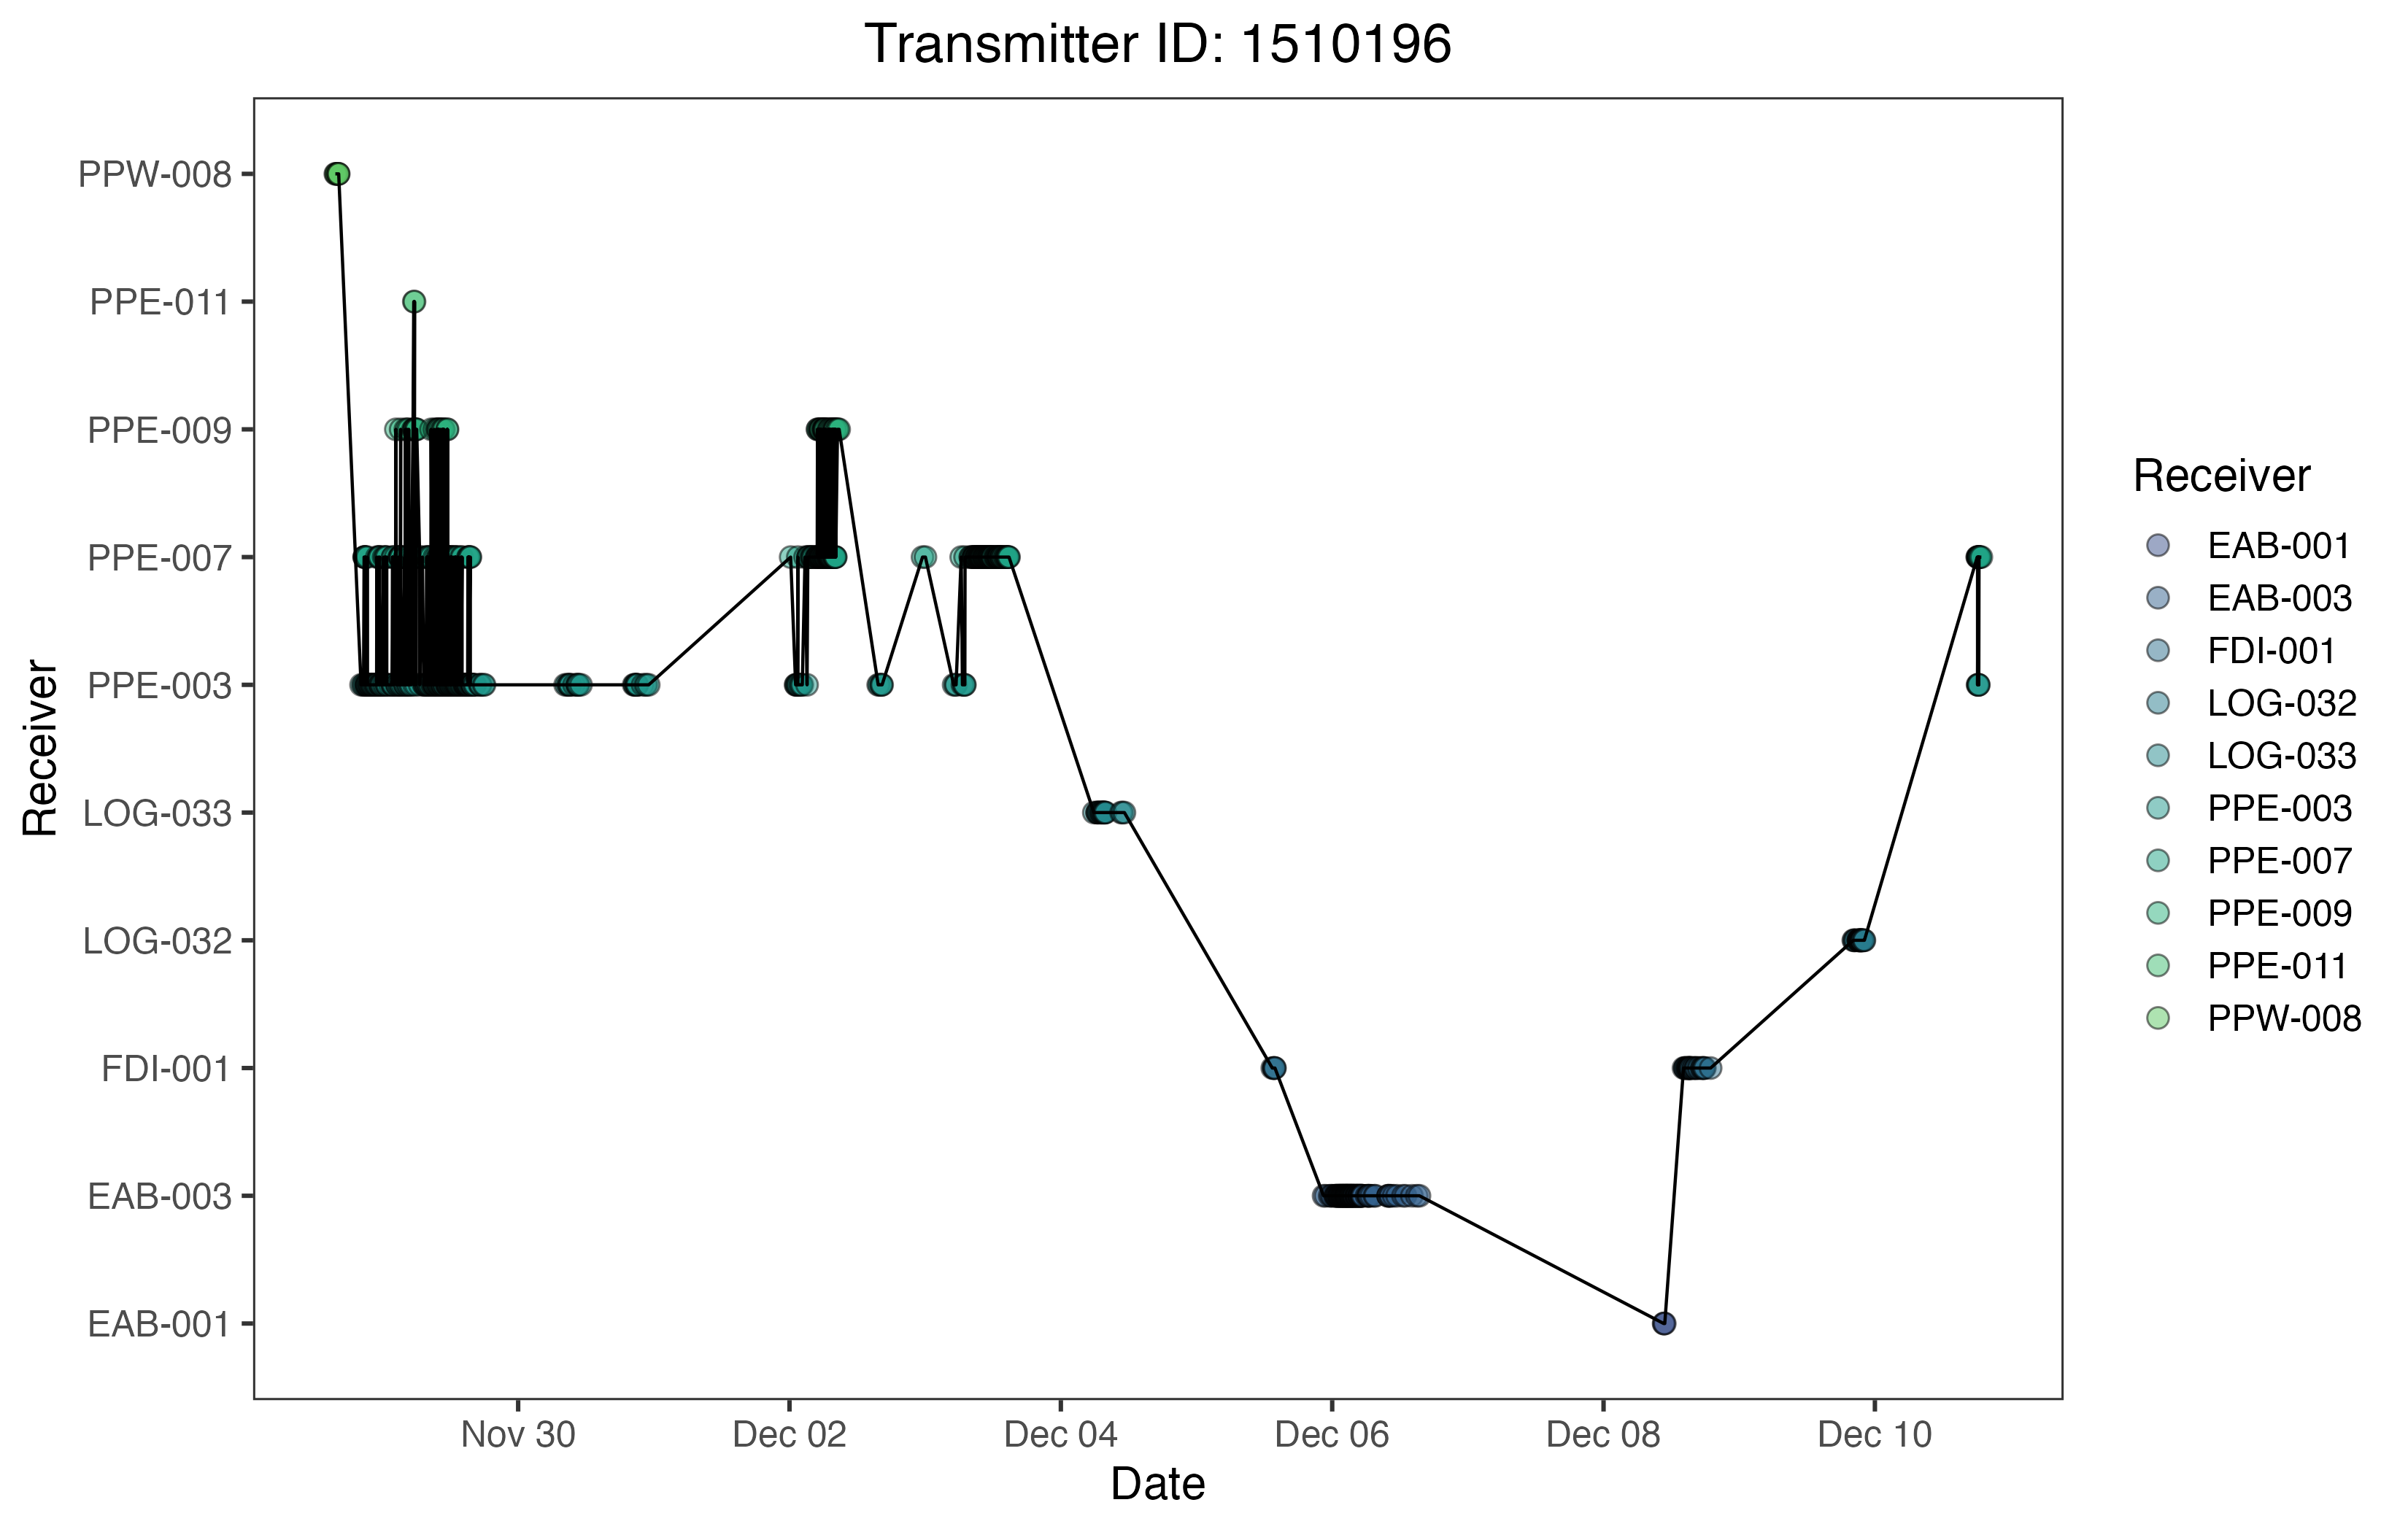 Transmitter ID: 1510196
Receiver
PPW-008
PPE-011
PPE-009
PPE-007
PPE-003
LOG-033
LOG-032
FDI-001
EAB-003
EAB-001
Nov 30
Dec 02
Dec 04
Dec 06
Dec 08
Dec 10
Date
Receiver
EAB-001
EAB-003
FDI-001
LOG-032
LOG-033
PPE-003
PPE-007
PPE-009
PPE-011
PPW-008